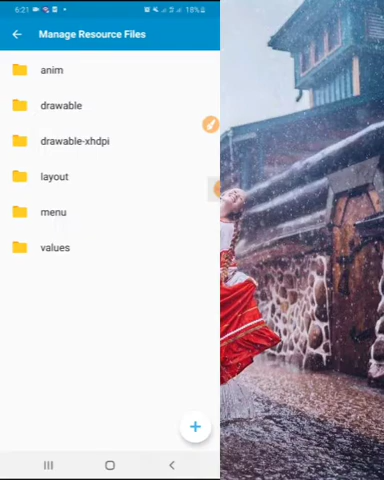 6:21
18%
Manage Resource Files
anim
drawable
drawable-xhdpi
layout
menu
values